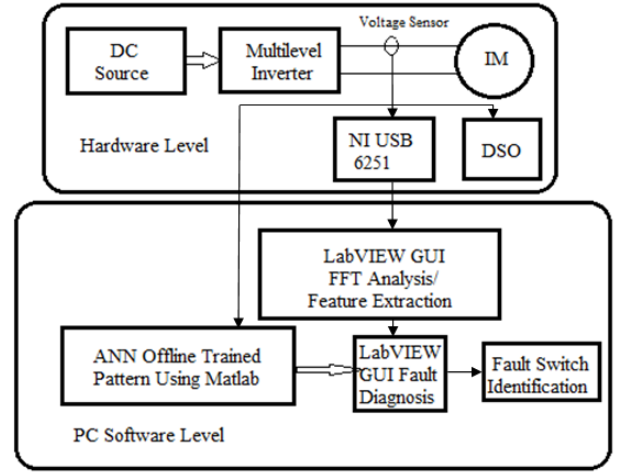 Voltage Sensor
DC
Source
Multilevel
Inverter
IM
Hardware Level
NI USB
6251
DSO
LabVIEW GUI
FFT Analysis/
Feature Extraction
ANN Offline Trained
Pattern Using Matlab
LabVIEW
GUI Fault
Diagnosis
Fault Switch
Identification
PC Software Level